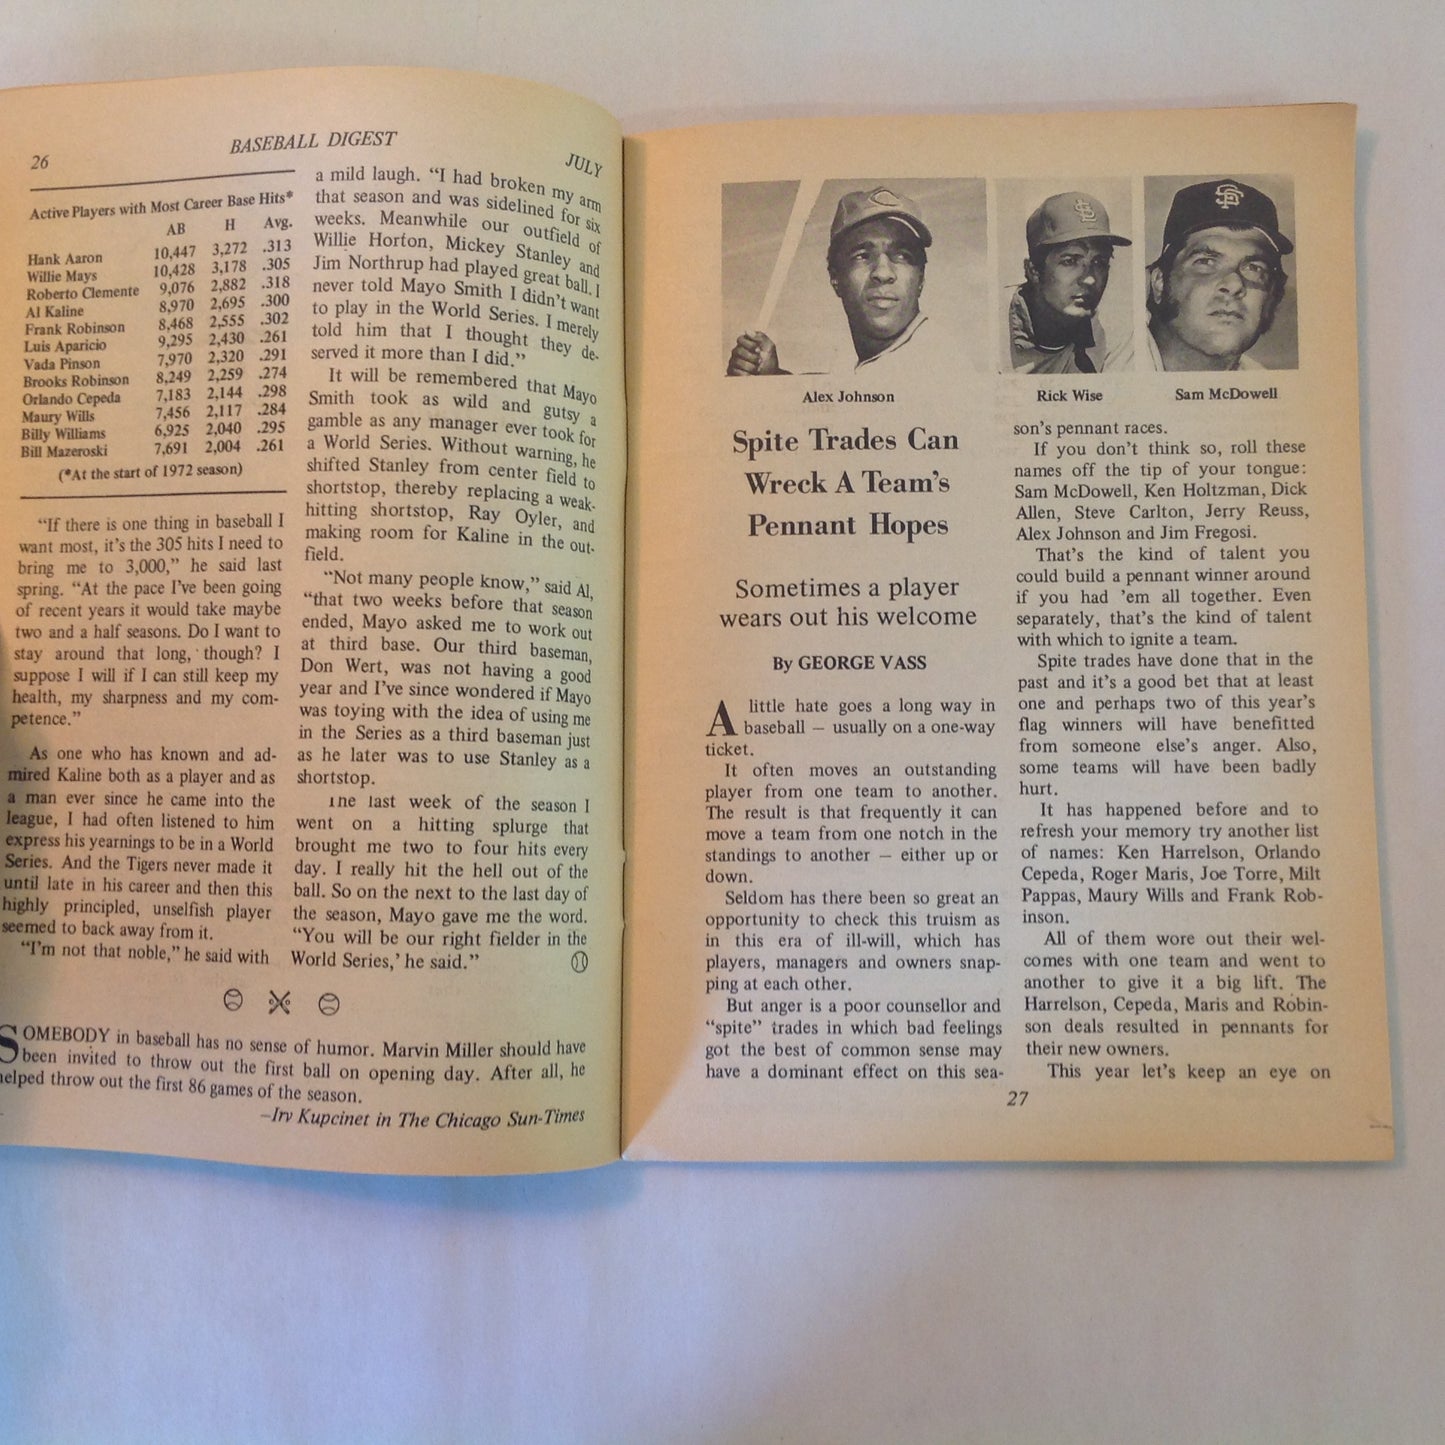 26
BASEBALL DIGEST
JULY
Active Players with Most Career Base Hits*
AB H Avg.
Hank Aaron 10,447 3,272 .313
Willie Mays 10,428 3,178 .305
Roberto Clemente 9,076 2,882 .318
Al Kaline 8,970 2,695 .300
Frank Robinson 8,468 2,555 .302
Luis Aparicio 9,295 2,430 .261
Vada Pinson 7,970 2,320 .291
Brooks Robinson 8,249 2,259 .274
Orlando Cepeda 7,183 2,144 .298
Maury Wills 7,456 2,117 .284
Billy Williams 6,925 2,040 .295
Bill Mazeroski 7,691 2,004 .261
(*At the start of 1972 season)
“If there is one thing in baseball I
want most, it’s the 305 hits I need to
bring me to 3,000,” he said last
spring. “At the pace I’ve been going
of recent years it would take maybe
two and a half seasons. Do I want to
stay around that long, though? I
suppose I will if I can still keep my
health, my sharpness and my com-
petence.”
As one who has known and ad-
mired Kaline both as a player and as
a man ever since he came into the
league, I had often listened to him
express his yearnings to be in a World
Series. And the Tigers never made it
until late in his career and then this
highly principled, unselfish player
seemed to back away from it.
“I’m not that noble,” he said with
a mild laugh. “I had broken my arm
that season and was sidelined for six
weeks. Meanwhile our outfield of
Willie Horton, Mickey Stanley and
Jim Northrup had played great ball. I
never told Mayo Smith I didn’t want
to play in the World Series. I merely
told him that I thought they de-
served it more than I did.”
It will be remembered that Mayo
Smith took as wild and gutsy a
gamble as any manager ever took for
a World Series. Without warning, he
shifted Stanley from center field to
shortstop, thereby replacing a weak-
hitting shortstop, Ray Oyler, and
making room for Kaline in the out-
field.
“Not many people know,” said Al,
“that two weeks before that season
ended, Mayo asked me to work out
at third base. Our third baseman,
Don Wert, was not having a good
year and I’ve since wondered if Mayo
was toying with the idea of using me
in the Series as a third baseman just
as he later was to use Stanley as a
shortstop.
The last week of the season I
went on a hitting splurge that
brought me two to four hits every
day. I really hit the hell out of the
ball. So on the next to the last day of
the season, Mayo gave me the word.
“You will be our right fielder in the
World Series,’ he said.”
SOMEBODY in baseball has no sense of humor. Marvin Miller should have
been invited to throw out the first ball on opening day. After all, he
helped throw out the first 86 games of the season.
–Irv Kupcinet in The Chicago Sun-Times
Alex Johnson
Rick Wise
Sam McDowell
Spite Trades Can
Wreck A Team’s
Pennant Hopes
Sometimes a player
wears out his welcome
By GEORGE VASS
A little hate goes a long way in
baseball – usually on a one-way
ticket.
It often moves an outstanding
player from one team to another.
The result is that frequently it can
move a team from one notch in the
standings to another – either up or
down.
Seldom has there been so great an
opportunity to check this truism as
in this era of ill-will, which has
players, managers and owners snap-
ping at each other.
But anger is a poor counsellor and
“spite” trades in which bad feelings
got the best of common sense may
have a dominant effect on this sea-
son’s pennant races.
If you don’t think so, roll these
names off the tip of your tongue:
Sam McDowell, Ken Holtzman, Dick
Allen, Steve Carlton, Jerry Reuss,
Alex Johnson and Jim Fregosi.
That’s the kind of talent you
could build a pennant winner around
if you had ’em all together. Even
separately, that’s the kind of talent
with which to ignite a team.
Spite trades have done that in the
past and it’s a good bet that at least
one and perhaps two of this year’s
flag winners will have benefitted
from someone else’s anger. Also,
some teams will have been badly
hurt.
It has happened before and to
refresh your memory try another list
of names: Ken Harrelson, Orlando
Cepeda, Roger Maris, Joe Torre, Milt
Pappas, Maury Wills and Frank Rob-
inson.
All of them wore out their wel-
comes with one team and went to
another to give it a big lift. The
Harrelson, Cepeda, Maris and Robin-
son deals resulted in pennants for
their new owners.
This year let’s keep an eye on
27